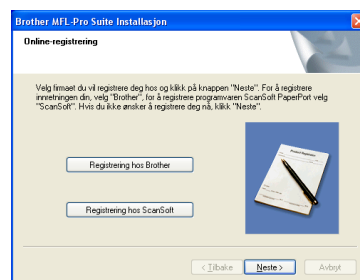 Brother MFL-Pro Suite Installasjon
Online-registrering
Velg firmaet du vil registrere deg hos og klikk på knappen "Neste". For å registrere
innretningen din, velg "Brother", for å registrere programvaren ScanSoft PaperPort velg
"ScanSoft". Hvis du ikke ønsker å registrere deg nå, klikk "Neste".
Registrering hos Brother
Registrering hos ScanSoft
< Tilbake
Neste >
Avbryt